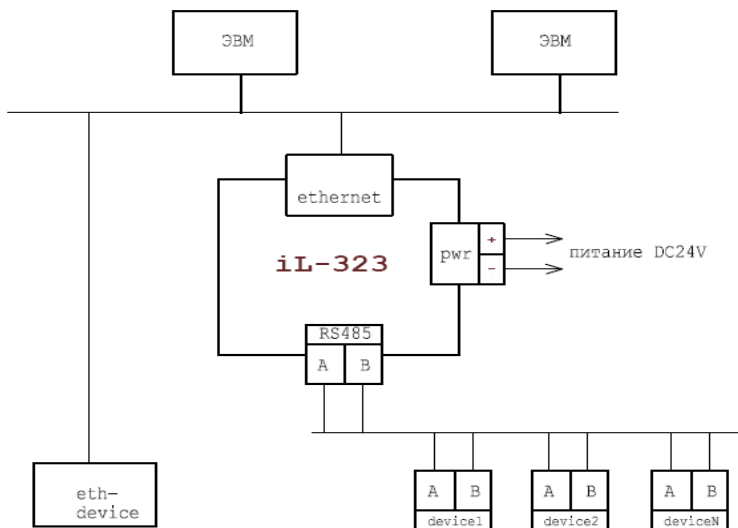 ЭВМ
ЭВМ
ethernet
iL-323
pwr
+
-
питание DC24V
RS485
A B
eth-
device
A B
device1
A B
device2
A B
deviceN